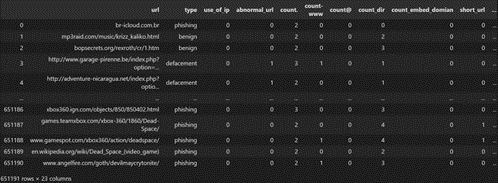 url type use_of_ip abnormal_url count. count-www count@ count_dir count_embed_domian short_url ...
0 br-icloud.com.br phishing 0 0 2 0 0 0 0 0 ...
1 mp3raid.com/music/krizz_kaliko.html benign 0 0 2 0 0 2 0 0 ...
2 bopsecrets.org/rexroth/cr/1.htm benign 0 0 2 0 0 3 0 0 ...
3 http://www.garage-pirenne.be/index.php?option=... defacement 0 1 3 1 0 1 0 0 ...
4 http://adventure-nicaragua.net/index.php?optio... defacement 0 1 2 0 0 1 0 0 ...
... ... ... ... ... ... ... ... ... ... ... ...
651186 xbox360.ign.com/objects/850/850402.html phishing 0 0 3 0 0 3 0 0 ...
651187 games.teamxbox.com/xbox-360/1860/Dead-Space/ phishing 0 0 2 0 0 4 0 1 ...
651188 www.gamespot.com/xbox360/action/deadspace/ phishing 0 0 2 1 0 4 0 1 ...
651189 en.wikipedia.org/wiki/Dead_Space_(video_game) phishing 0 0 2 0 0 2 0 0 ...
651190 www.angelfire.com/goth/devilmaycrytonite/ phishing 0 0 2 1 0 3 0 0 ...
651191 rows × 23 columns